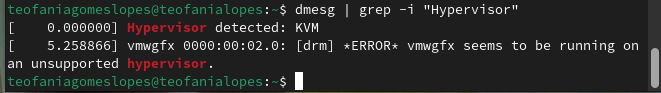 teofaniagomeslopes@teofanialopes:~$ dmesg | grep -i "Hypervisor"
[    0.000000] Hypervisor detected: KVM
[    5.258866] vmwgfx 0000:00:02.0: [drm] *ERROR* vmwgfx seems to be running on
an unsupported hypervisor.
teofaniagomeslopes@teofanialopes:~$